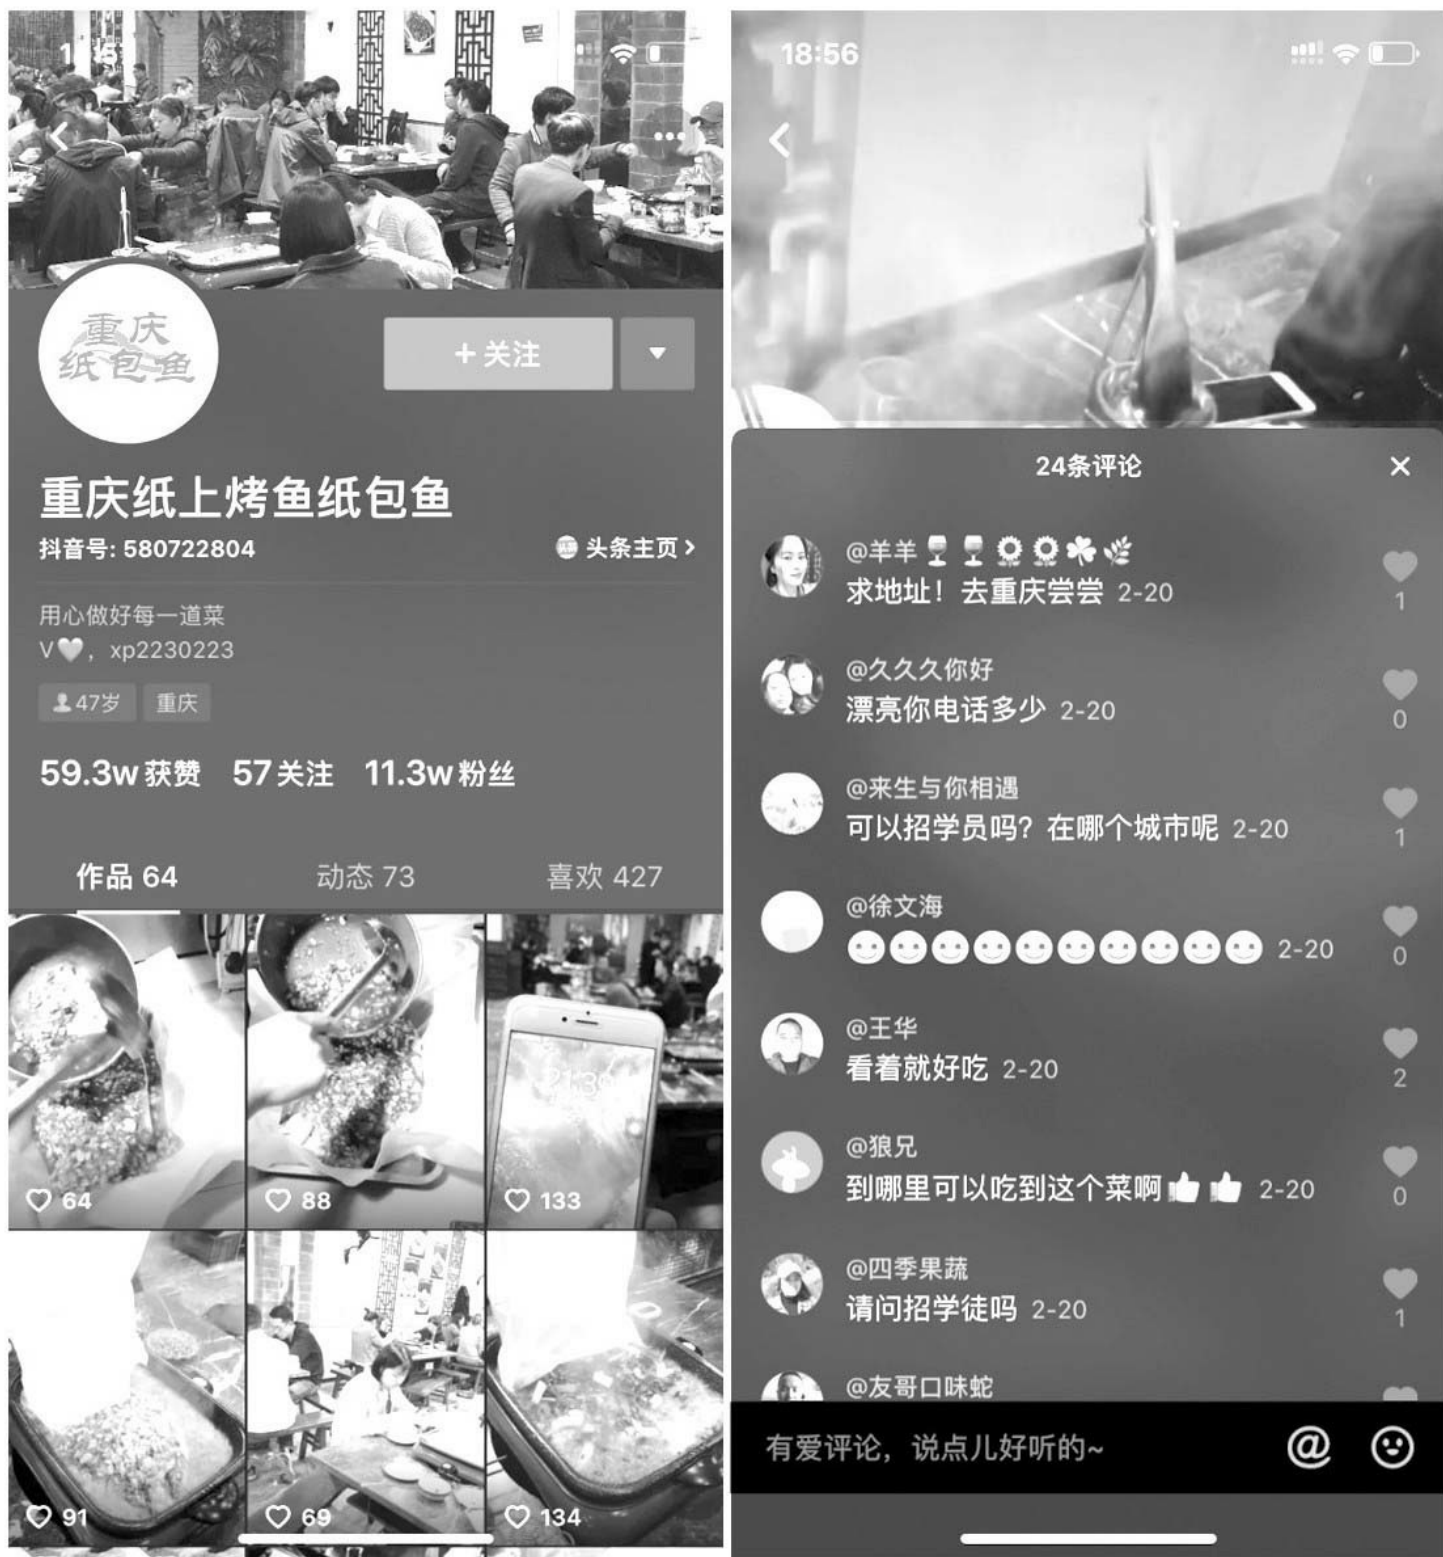 重庆
纸包鱼
+关注
重庆纸上烤鱼纸包鱼
抖音号: 580722804
头条主页 >
用心做好每一道菜
V🤍, xp2230223
47岁
重庆
59.3w获赞 57关注 11.3w粉丝
作品 64 动态 73 喜欢 427
64
88
133
91
69
134
18:56
24条评论
@羊羊🍷🍷🌻🌻☘️🌿
求地址！去重庆尝尝 2-20
1
@久久久你好
漂亮你电话多少 2-20
0
@来生与你相遇
可以招学员吗？在哪个城市呢 2-20
1
@徐文海
🙂🙂🙂🙂🙂🙂🙂🙂🙂🙂 2-20
0
@王华
看着就好吃 2-20
2
@狼兄
到哪里可以吃到这个菜啊👍👍 2-20
0
@四季果蔬
请问招学徒吗 2-20
1
@友哥口味蛇
有爱评论，说点儿好听的~
@